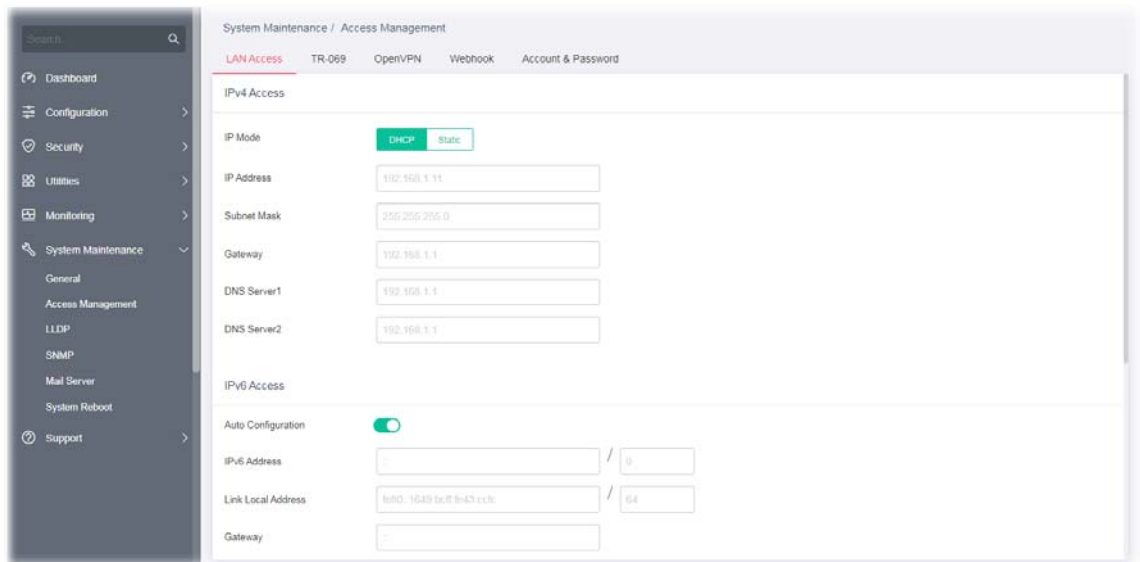 System Maintenance / Access Management
Search
LAN Access TR-069 OpenVPN Webhook Account & Password
Dashboard
Configuration
Security
Utilities
Monitoring
System Maintenance
General
Access Management
LLDP
SNMP
Mail Server
System Reboot
Support
IPv4 Access
IP Mode DHCP Static
IP Address 192.168.1.11
Subnet Mask 255.255.255.0
Gateway 192.168.1.1
DNS Server1 192.168.1.1
DNS Server2 192.168.1.1
IPv6 Access
Auto Configuration
IPv6 Address / 0
Link Local Address / 64
Gateway